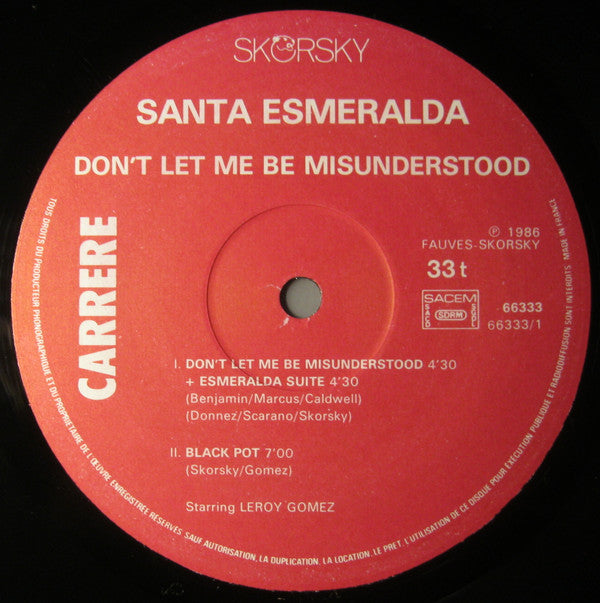 SKORSKY
SANTA ESMERALDA
DON'T LET ME BE MISUNDERSTOOD
CARRERE
℗ 1986
FAUVES-SKORSKY
33 t
SACEM
SACD
SDRM
SGDL
66333
66333/1
I. DON'T LET ME BE MISUNDERSTOOD 4'30
+ ESMERALDA SUITE 4'30
(Benjamin/Marcus/Caldwell)
(Donnez/Scarano/Skorsky)
II. BLACK POT 7'00
(Skorsky/Gomez)
Starring LEROY GOMEZ
TOUS DROITS DU PRODUCTEUR PHONOGRAPHIQUE ET DU PROPRIETAIRE DE L'ŒUVRE ENREGISTREE RESERVES. SAUF AUTORISATION, LA DUPLICATION, LA LOCATION, LE PRET, L'UTILISATION DE CE DISQUE POUR EXECUTION PUBLIQUE ET RADIODIFFUSION SONT INTERDITS. MADE IN FRANCE